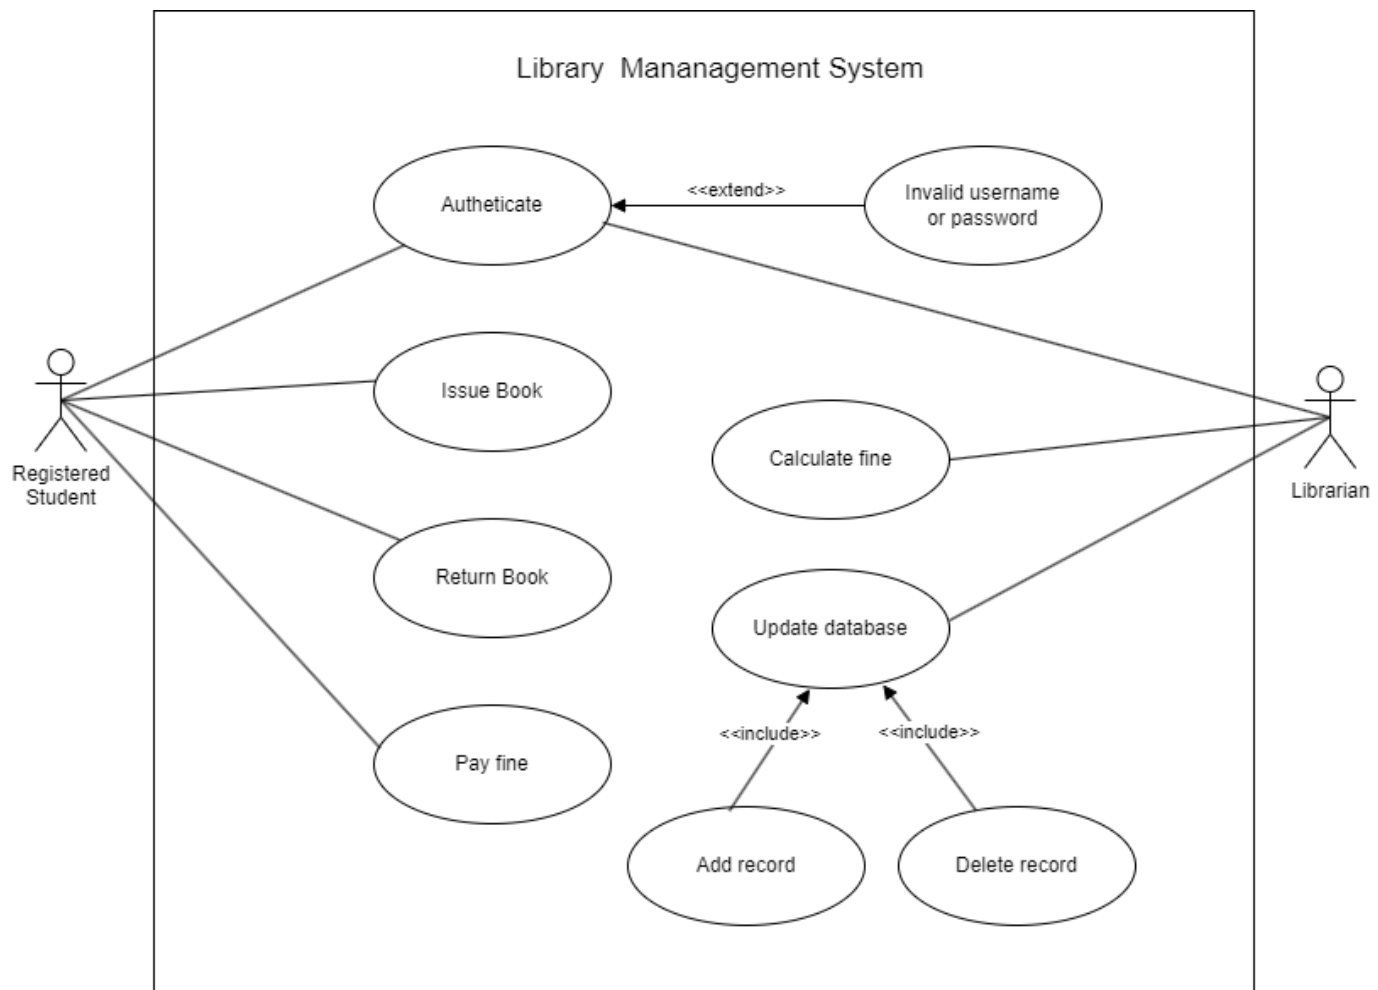 Library Mananagement System
Autheticate
<<extend>>
Invalid username
or password
Issue Book
Registered
Student
Calculate fine
Librarian
Return Book
Update database
Pay fine
<<include>>
<<include>>
Add record
Delete record